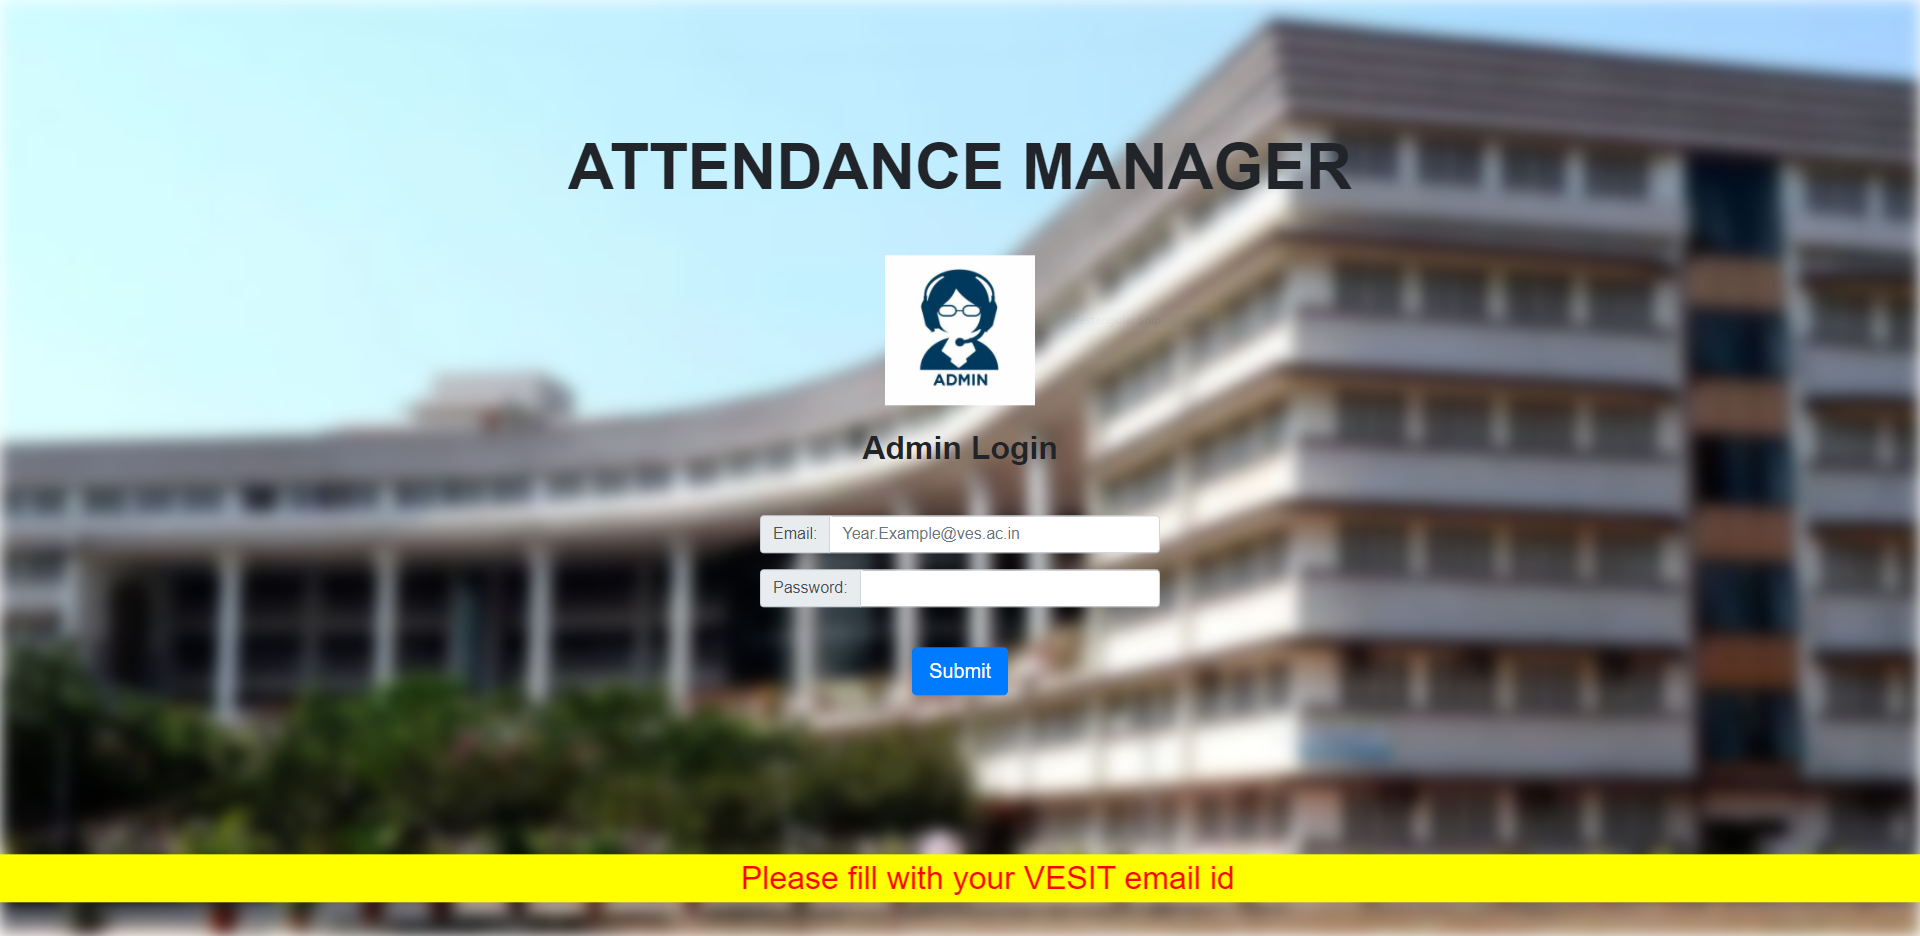 ATTENDANCE MANAGER
ADMIN
Admin Login
Email: Year.Example@ves.ac.in
Password:
Submit
Please fill with your VESIT email id